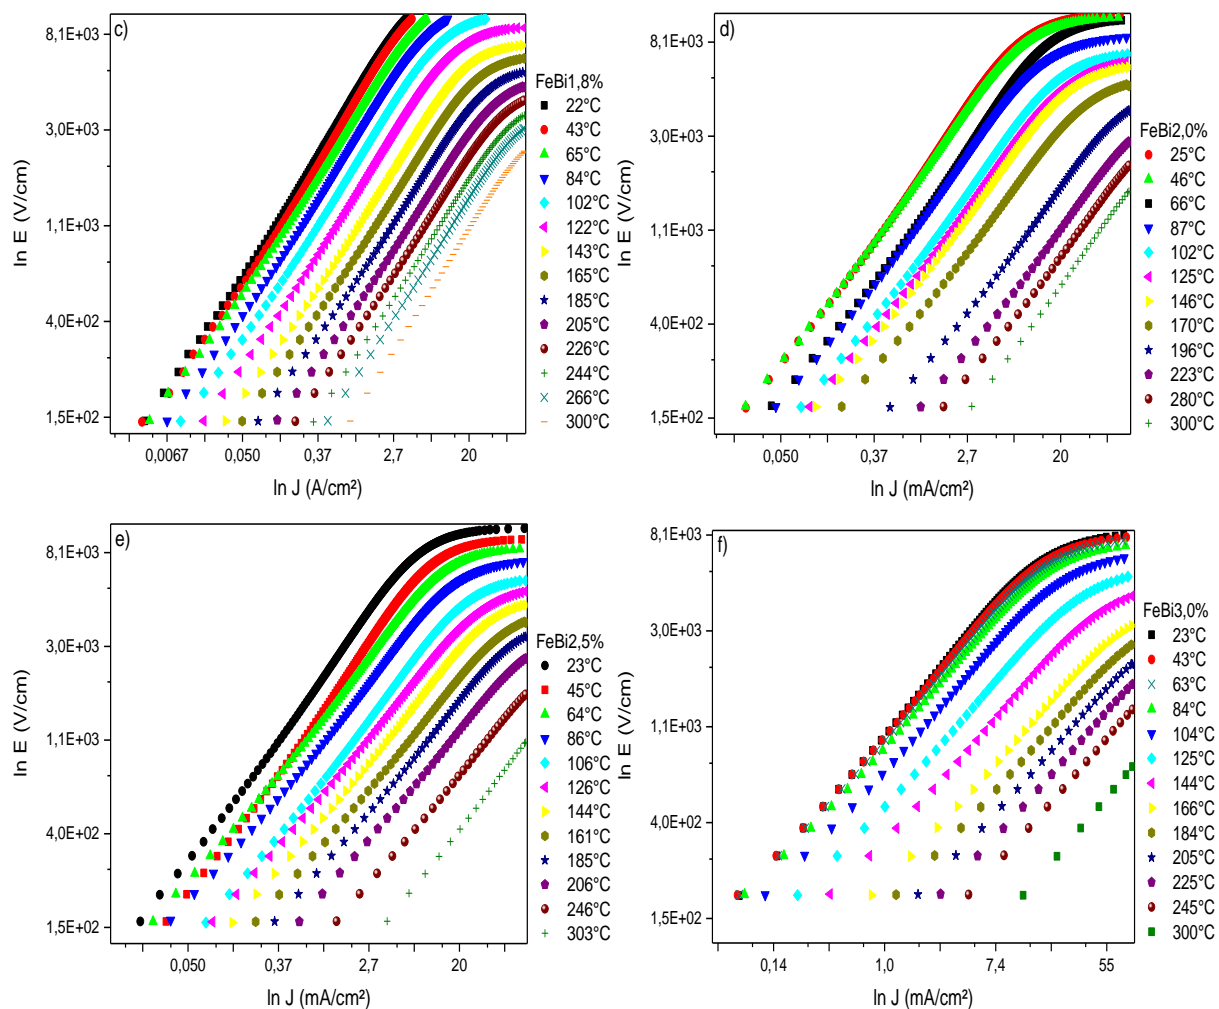 c)
8,1E+03
3,0E+03
1,1E+03
4,0E+02
1,5E+02
ln E (V/cm)
0,0067
0,050
0,37
2,7
20
ln J (A/cm²)
FeBi1,8%
22°C
43°C
65°C
84°C
102°C
122°C
143°C
165°C
185°C
205°C
226°C
244°C
266°C
300°C
d)
8,1E+03
3,0E+03
1,1E+03
4,0E+02
1,5E+02
ln E (V/cm)
0,050
0,37
2,7
20
ln J (mA/cm²)
FeBi2,0%
25°C
46°C
66°C
87°C
102°C
125°C
146°C
170°C
196°C
223°C
280°C
300°C
e)
8,1E+03
3,0E+03
1,1E+03
4,0E+02
1,5E+02
ln E (V/cm)
0,050
0,37
2,7
20
ln J (mA/cm²)
FeBi2,5%
23°C
45°C
64°C
86°C
106°C
126°C
144°C
161°C
185°C
206°C
246°C
303°C
f)
8,1E+03
3,0E+03
1,1E+03
4,0E+02
1,5E+02
ln E (V/cm)
0,14
1,0
7,4
55
ln J (mA/cm²)
FeBi3,0%
23°C
43°C
63°C
84°C
104°C
125°C
144°C
166°C
184°C
205°C
225°C
245°C
300°C